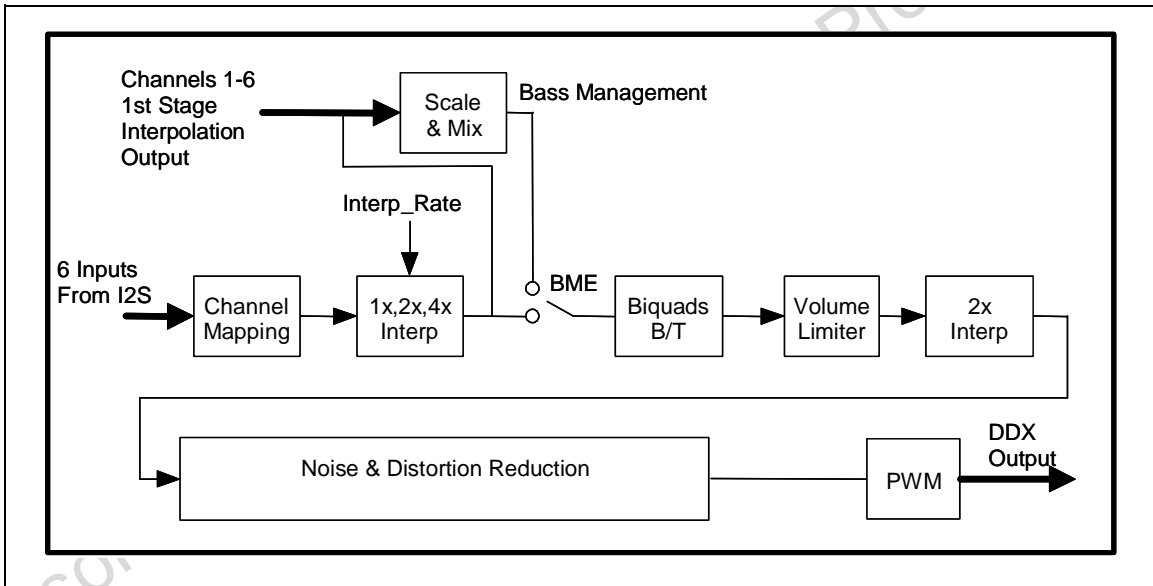 Channels 1-6
1st Stage
Interpolation
Output
Scale
& Mix
Bass Management
Interp_Rate
6 Inputs
From I2S
Channel
Mapping
1x,2x,4x
Interp
BME
Biquads
B/T
Volume
Limiter
2x
Interp
Noise & Distortion Reduction
PWM
DDX
Output